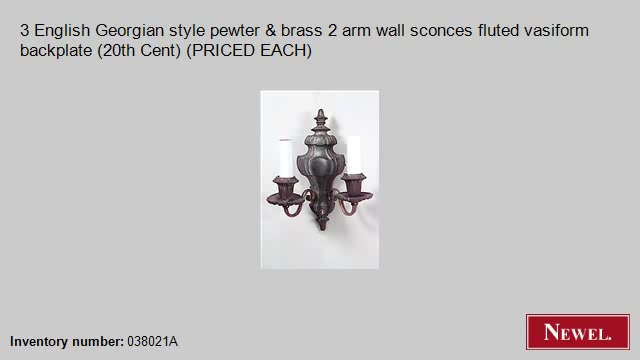 3 English Georgian style pewter & brass 2 arm wall sconces fluted vasiform
backplate (20th Cent) (PRICED EACH)
Inventory number: 038021A
NEWEL.